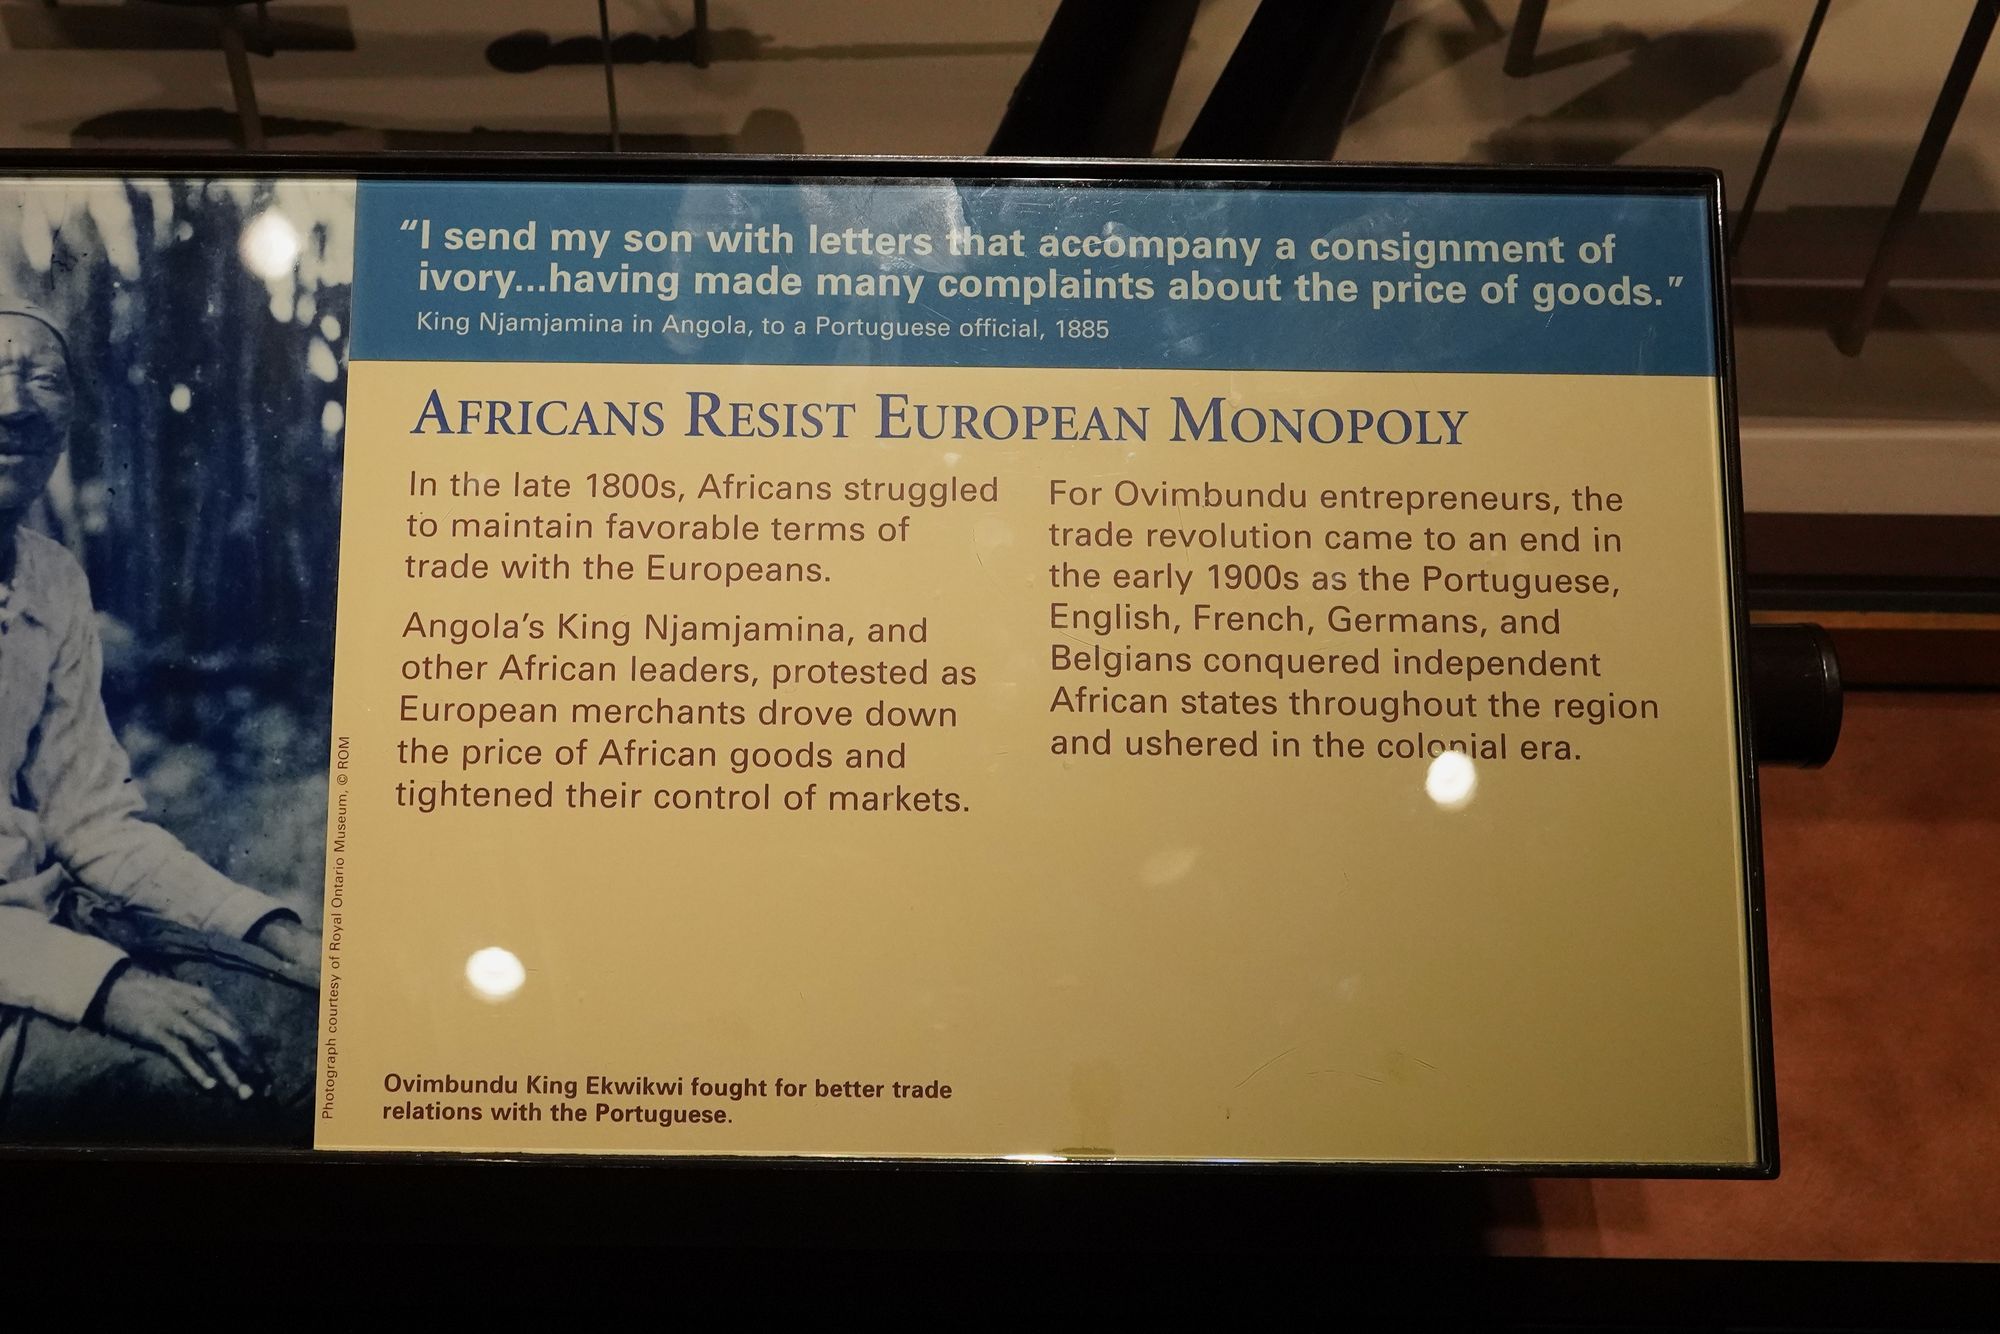 “I send my son with letters that accompany a consignment of
ivory...having made many complaints about the price of goods.”
King Njamjamina in Angola, to a Portuguese official, 1885
AFRICANS RESIST EUROPEAN MONOPOLY
In the late 1800s, Africans struggled
to maintain favorable terms of
trade with the Europeans.
Angola’s King Njamjamina, and
other African leaders, protested as
European merchants drove down
the price of African goods and
tightened their control of markets.
For Ovimbundu entrepreneurs, the
trade revolution came to an end in
the early 1900s as the Portuguese,
English, French, Germans, and
Belgians conquered independent
African states throughout the region
and ushered in the colonial era.
Ovimbundu King Ekwikwi fought for better trade
relations with the Portuguese.
Photograph courtesy of Royal Ontario Museum, © ROM